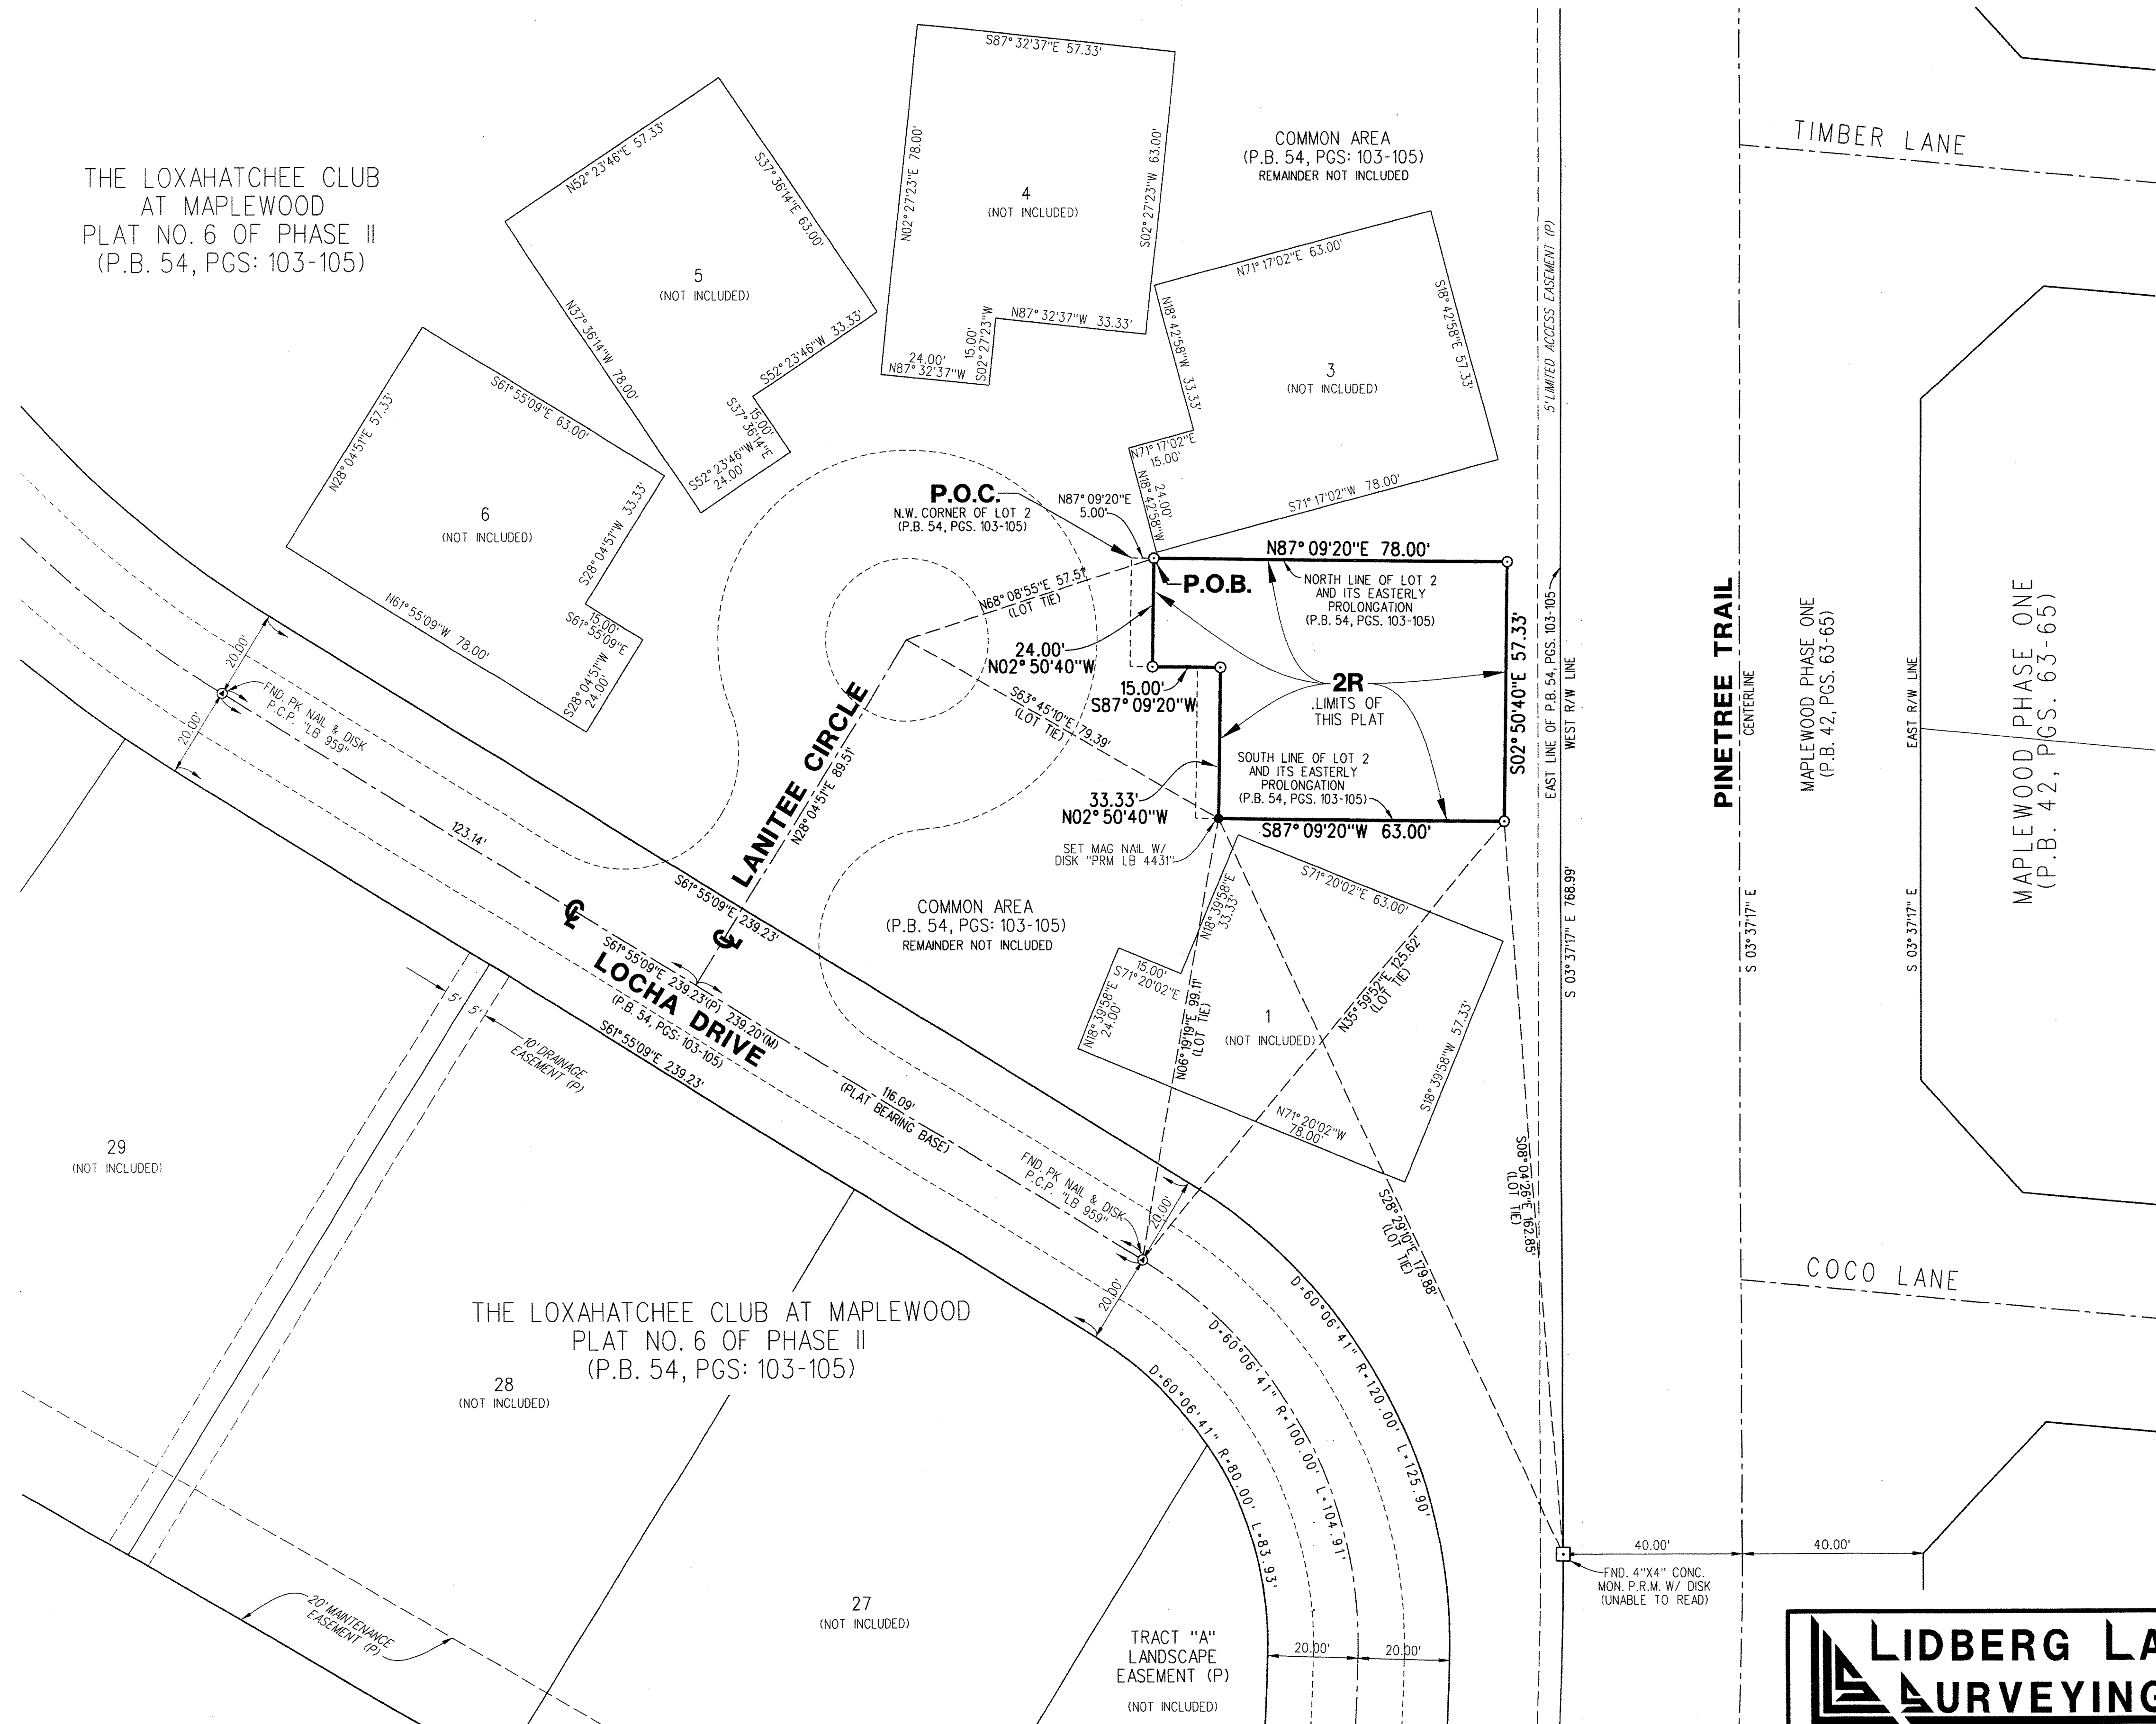 THE LOXAHATCHEE CLUB
AT MAPLEWOOD
PLAT NO. 6 OF PHASE II
(P.B. 54, PGS: 103-105)
S87°32'37"E 57.33'
N02°27'23"E 78.00'
S02°27'23"W 63.00'
4
(NOT INCLUDED)
N87°32'37"W 33.33'
15.00'
S02°27'23"W
24.00'
N87°32'37"W
N52°23'46"E 57.33'
S37°36'14"E 63.00'
5
(NOT INCLUDED)
N37°36'14"W 78.00'
S52°23'46"W 33.33'
15.00'
S37°36'14"E
S52°23'46"W
24.00'
COMMON AREA
(P.B. 54, PGS: 103-105)
REMAINDER NOT INCLUDED
N71°17'02"E 63.00'
S18°42'58"E 57.33'
N18°42'58"W 33.33'
3
(NOT INCLUDED)
N71°17'02"E
15.00'
24.00'
N18°42'58"W
S71°17'02"W 78.00'
5' LIMITED ACCESS EASEMENT (P)
TIMBER LANE
N28°04'51"E 57.33'
S61°55'09"E 63.00'
6
(NOT INCLUDED)
S28°04'51"W 33.33'
15.00'
S61°55'09"E
S28°04'51"W
24.00'
N61°55'09"W 78.00'
P.O.C.
N.W. CORNER OF LOT 2
(P.B. 54, PGS. 103-105)
N87°09'20"E
5.00'
N87°09'20"E 78.00'
P.O.B.
NORTH LINE OF LOT 2
AND ITS EASTERLY
PROLONGATION
(P.B. 54, PGS. 103-105)
N68°08'55"E 57.51'
(LOT TIE)
24.00'
N02°50'40"W
15.00'
S87°09'20"W
2R
LIMITS OF
THIS PLAT
S02°50'40"E 57.33'
S63°45'10"E 79.39'
(LOT TIE)
SOUTH LINE OF LOT 2
AND ITS EASTERLY
PROLONGATION
(P.B. 54, PGS. 103-105)
33.33'
N02°50'40"W
S87°09'20"W 63.00'
SET MAG NAIL W/
DISK "PRM LB 4431"
EAST LINE OF P.B. 54, PGS. 103-105
WEST R/W LINE
S 03°37'17" E 768.99'
PINETREE TRAIL
CENTERLINE
S 03°37'17" E
MAPLEWOOD PHASE ONE
(P.B. 42, PGS. 63-65)
EAST R/W LINE
S 03°37'17" E
MAPLEWOOD PHASE ONE
(P.B. 42, PGS. 63-65)
20.00'
20.00'
FND. PK NAIL & DISK
P.C.P. "LB 959"
123.14'
LANITEE CIRCLE
N28°04'51"E 89.51'
S61°55'09"E 239.23'
S61°55'09"E 239.23'(P) 239.20'(M)
LOCHA DRIVE
(P.B. 54, PGS: 103-105)
S61°55'09"E 239.23'
116.09'
(PLAT BEARING BASE)
COMMON AREA
(P.B. 54, PGS: 103-105)
REMAINDER NOT INCLUDED
S71°20'02"E 63.00'
N18°39'58"E
33.33'
15.00'
S71°20'02"E
N18°39'58"E
24.00'
1
(NOT INCLUDED)
S18°39'58"W 57.33'
N71°20'02"W
78.00'
N06°19'19"E 99.11'
(LOT TIE)
N35°59'52"E 125.62'
(LOT TIE)
S28°29'10"E 179.88'
(LOT TIE)
S08°04'26"E 162.85'
(LOT TIE)
5'
5'
10' DRAINAGE
EASEMENT (P)
FND. PK NAIL & DISK
P.C.P. "LB 959"
20.00'
20.00'
29
(NOT INCLUDED)
THE LOXAHATCHEE CLUB AT MAPLEWOOD
PLAT NO. 6 OF PHASE II
(P.B. 54, PGS: 103-105)
28
(NOT INCLUDED)
27
(NOT INCLUDED)
20' MAINTENANCE
EASEMENT (P)
D=60°06'41" R=120.00' L=125.90'
D=60°06'41" R=100.00' L=104.91'
D=60°06'41" R=80.00' L=83.93'
TRACT "A"
LANDSCAPE
EASEMENT (P)
(NOT INCLUDED)
20.00'
20.00'
COCO LANE
40.00'
40.00'
FND. 4"X4" CONC.
MON. P.R.M. W/ DISK
(UNABLE TO READ)
LIDBERG LA
SURVEYING